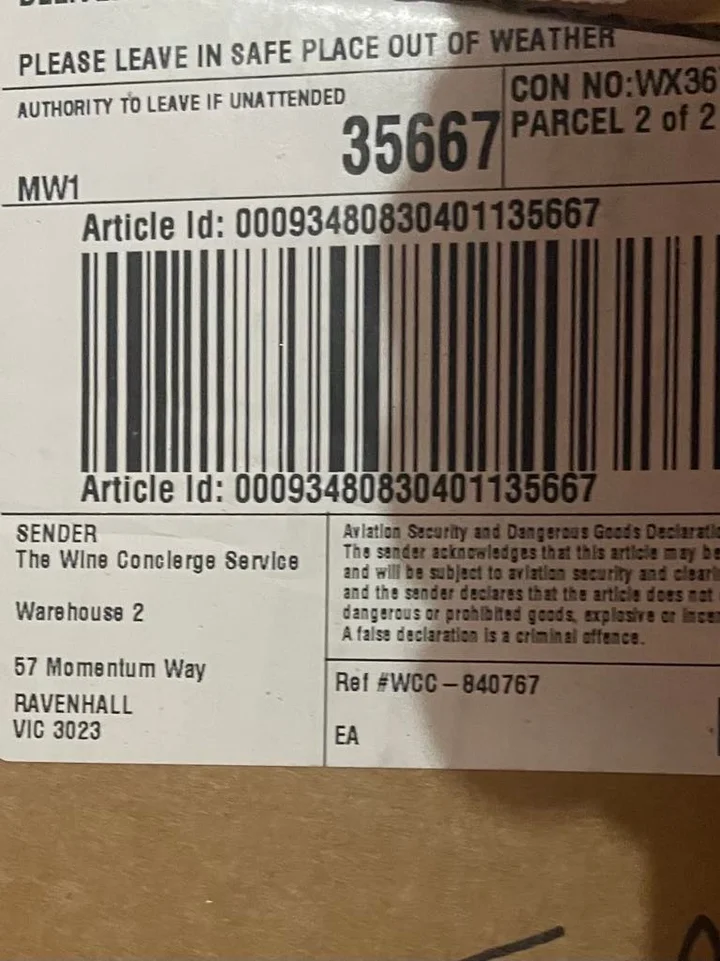 PLEASE LEAVE IN SAFE PLACE OUT OF WEATHER
AUTHORITY TO LEAVE IF UNATTENDED
35667
CON NO:WX36
PARCEL 2 of 2
MW1
Article Id: 00093480830401135667
Article Id: 00093480830401135667
SENDER
The Wine Concierge Service
Warehouse 2
57 Momentum Way
RAVENHALL
VIC 3023
Aviation Security and Dangerous Goods
The sender acknowledges that this article may be
and will be subject to aviation security and
and the sender declares that the article does not
dangerous or prohibited goods, explosive or
A false declaration is a criminal offence.
Ref #WCC – 840767
EA